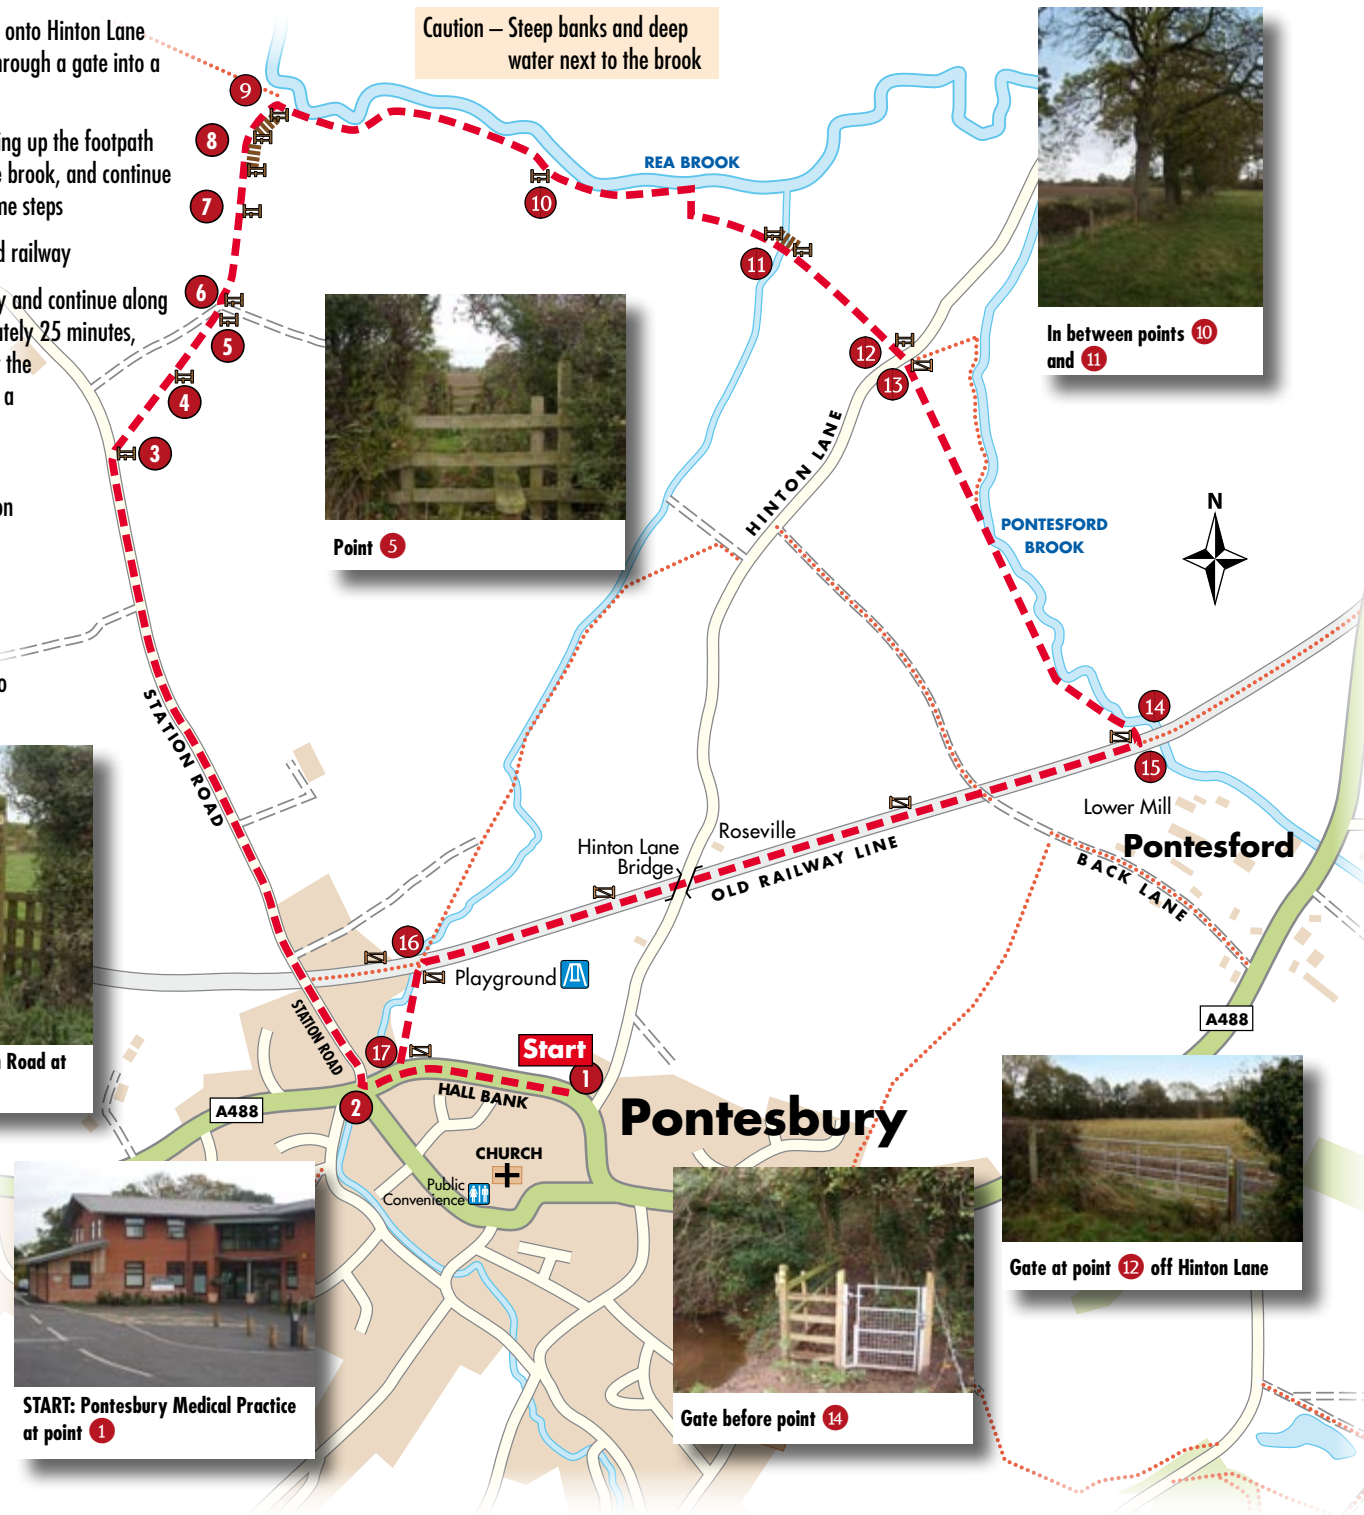 onto Hinton Lane
hrough a gate into a
ing up the footpath
e brook, and continue
me steps
d railway
y and continue along
ately 25 minutes,
the
a
on
o
Caution – Steep banks and deep
water next to the brook
9
8
7
6
5
4
3
10
REA BROOK
11
12
13
In between points 10
and 11
Point 5
HINTON LANE
PONTESFORD
BROOK
N
STATION ROAD
14
15
Lower Mill
Pontesford
BACK LANE
Roseville
Hinton Lane
Bridge
OLD RAILWAY LINE
16
Playground
STATION ROAD
17
Start
1
HALL BANK
2
A488
A488
Pontesbury
CHURCH
Public
Convenience
n Road at
START: Pontesbury Medical Practice
at point 1
Gate before point 14
Gate at point 12 off Hinton Lane